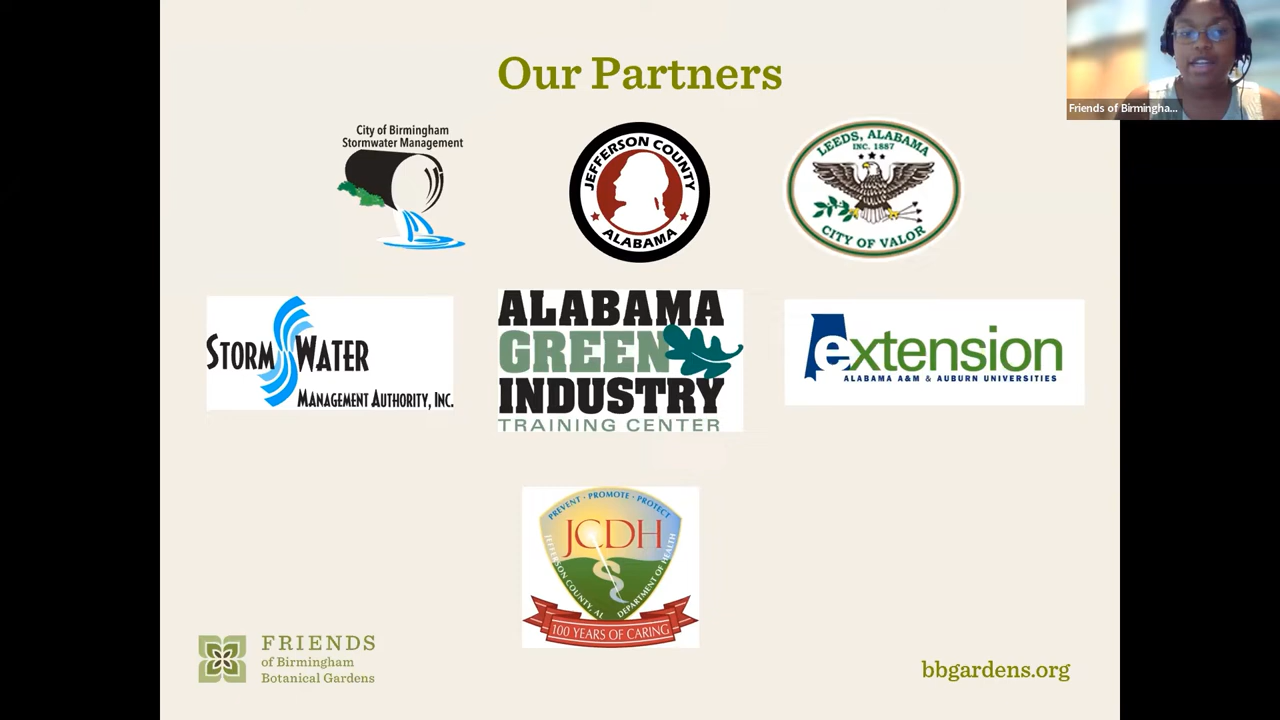 Our Partners
Friends of Birmingha...
City of Birmingham
Stormwater Management
JEFFERSON COUNTY
ALABAMA
LEEDS, ALABAMA
INC. 1887
CITY OF VALOR
STORM WATER
MANAGEMENT AUTHORITY, INC.
ALABAMA
GREEN
INDUSTRY
TRAINING CENTER
extension
ALABAMA A&M & AUBURN UNIVERSITIES
PREVENT · PROMOTE · PROTECT
JCDH
JEFFERSON COUNTY, AL
DEPARTMENT OF HEALTH
100 YEARS OF CARING
FRIENDS
of Birmingham
Botanical Gardens
bbgardens.org